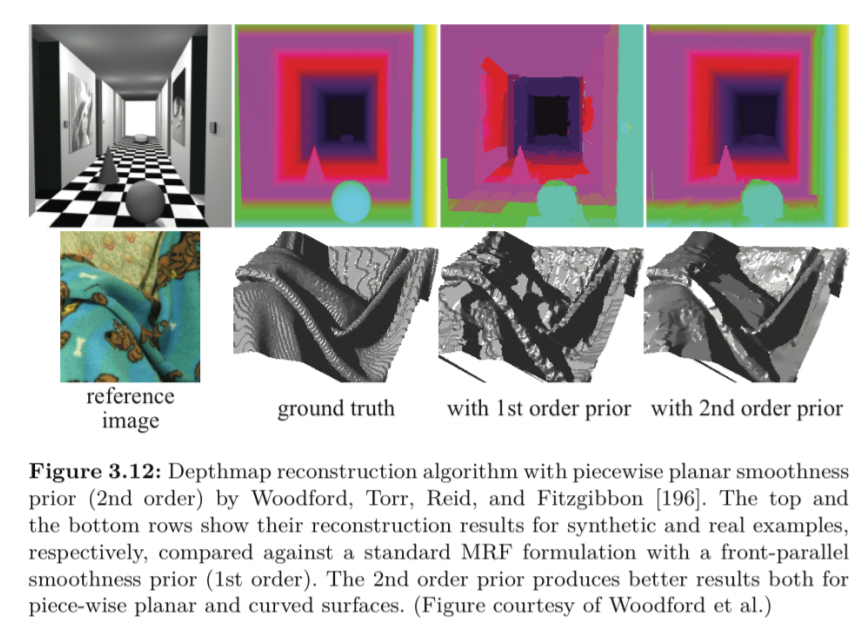 reference
image
ground truth
with 1st order prior
with 2nd order prior
Figure 3.12: Depthmap reconstruction algorithm with piecewise planar smoothness
prior (2nd order) by Woodford, Torr, Reid, and Fitzgibbon [196]. The top and
the bottom rows show their reconstruction results for synthetic and real examples,
respectively, compared against a standard MRF formulation with a front-parallel
smoothness prior (1st order). The 2nd order prior produces better results both for
piece-wise planar and curved surfaces. (Figure courtesy of Woodford et al.)